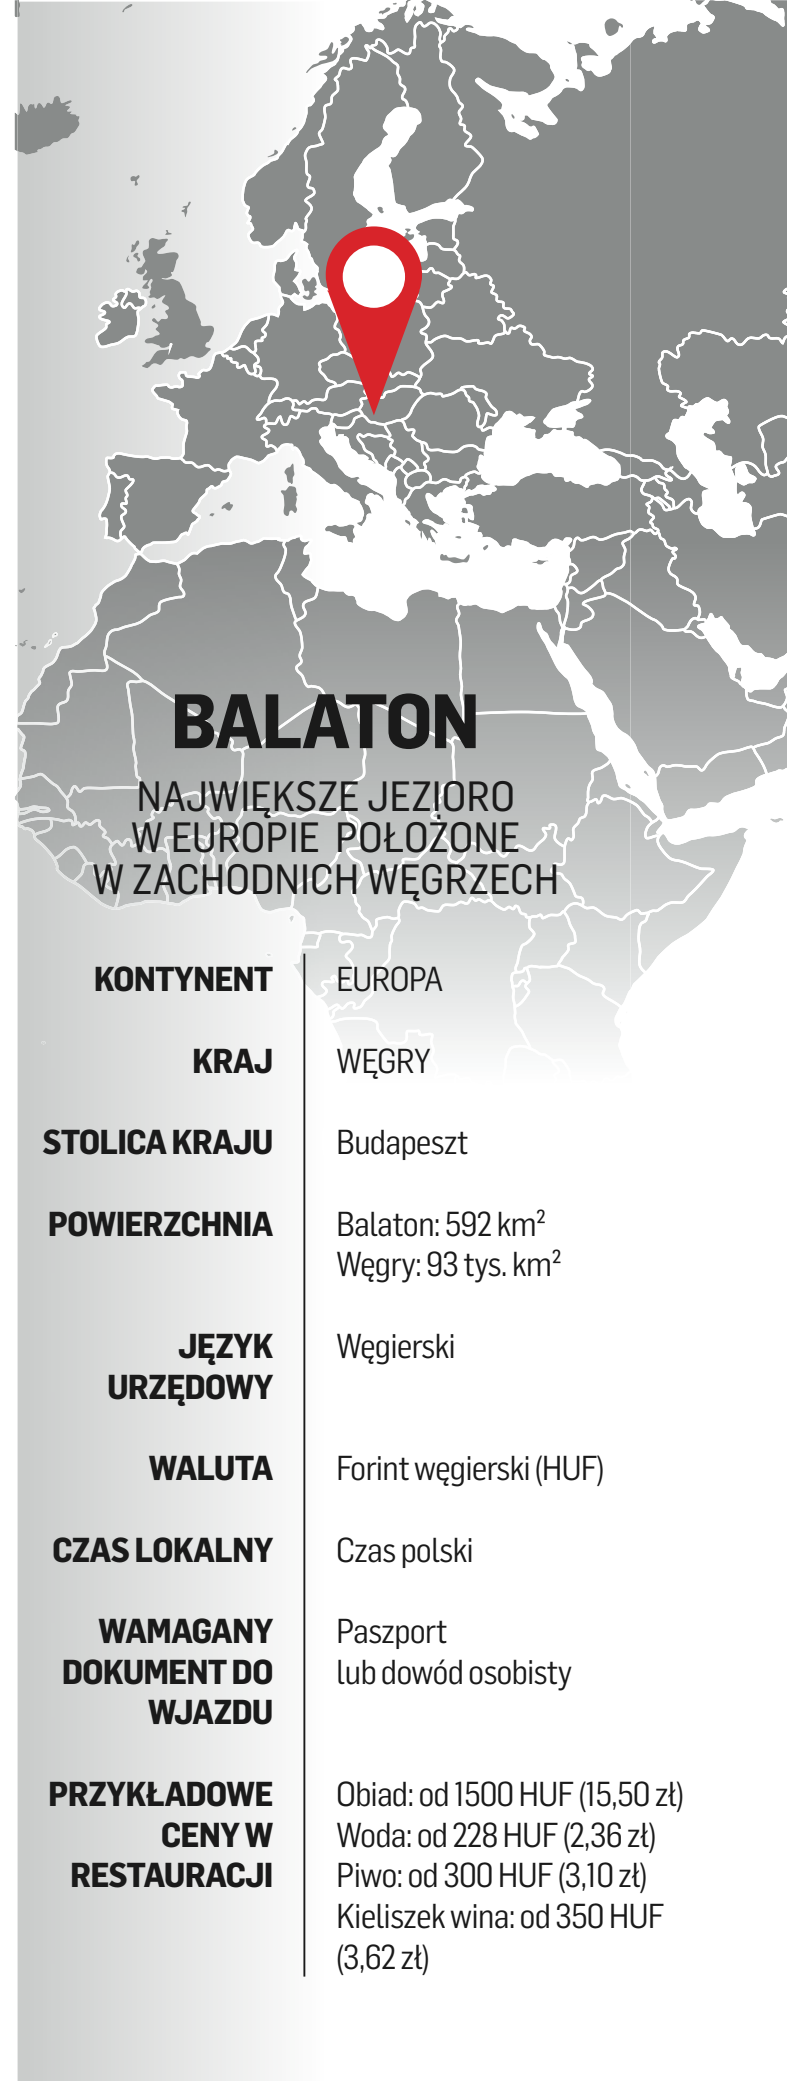 BALATON
NAJWIĘKSZE JEZIORO
W EUROPIE POŁOŻONE
W ZACHODNICH WĘGRZECH
KONTYNENT
EUROPA
KRAJ
WĘGRY
STOLICA KRAJU
Budapeszt
POWIERZCHNIA
Balaton: 592 km²
Węgry: 93 tys. km²
JĘZYK
URZĘDOWY
Węgierski
WALUTA
Forint węgierski (HUF)
CZAS LOKALNY
Czas polski
WAMAGANY
DOKUMENT DO
WJAZDU
Paszport
lub dowód osobisty
PRZYKŁADOWE
CENY W
RESTAURACJI
Obiad: od 1500 HUF (15,50 zł)
Woda: od 228 HUF (2,36 zł)
Piwo: od 300 HUF (3,10 zł)
Kieliszek wina: od 350 HUF
(3,62 zł)